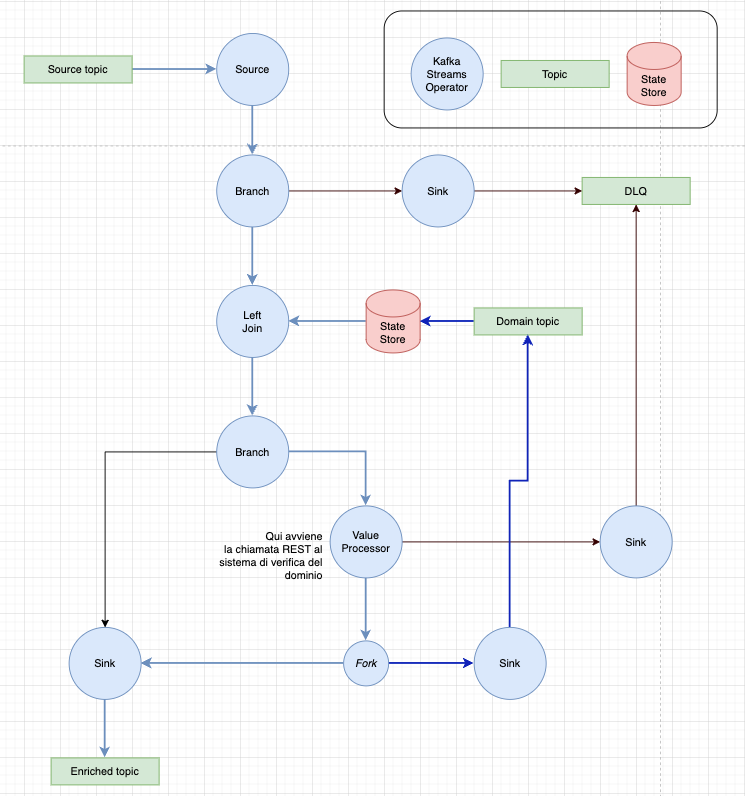 Source topic
Source
Kafka
Streams
Operator
Topic
State
Store
Branch
Sink
DLQ
Left
Join
State
Store
Domain topic
Branch
Qui avviene
la chiamata REST al
sistema di verifica del
dominio
Value
Processor
Sink
Sink
Fork
Sink
Enriched topic